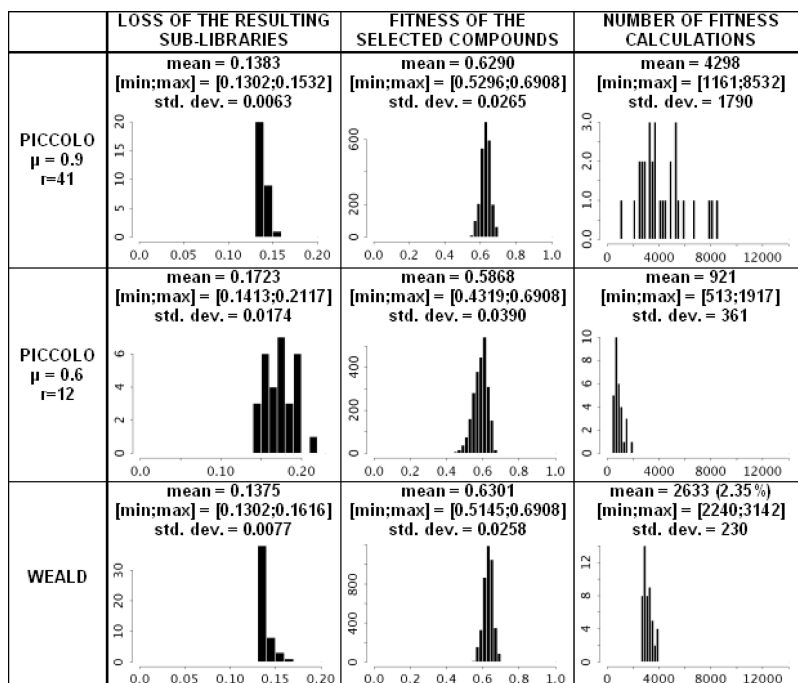 LOSS OF THE RESULTING
SUB-LIBRARIES
FITNESS OF THE
SELECTED COMPOUNDS
NUMBER OF FITNESS
CALCULATIONS
PICCOLO
µ = 0.9
r=41
mean = 0.1383
[min;max] = [0.1302;0.1532]
std. dev. = 0.0063
0 5 10 15 20
0.0 0.05 0.10 0.15 0.20
mean = 0.6290
[min;max] = [0.5296;0.6908]
std. dev. = 0.0265
0 200 600
0.0 0.2 0.4 0.6 0.8 1.0
mean = 4298
[min;max] = [1161;8532]
std. dev. = 1790
0.0 1.0 2.0 3.0
0 4000 8000 12000
PICCOLO
µ = 0.6
r=12
mean = 0.1723
[min;max] = [0.1413;0.2117]
std. dev. = 0.0174
0 2 4 6
0.0 0.10 0.20
mean = 0.5868
[min;max] = [0.4319;0.6908]
std. dev. = 0.0390
0 200 400
0.0 0.2 0.4 0.6 0.8 1.0
mean = 921
[min;max] = [513;1917]
std. dev. = 361
0 2 4 6 8 10
0 4000 8000 12000
WEALD
mean = 0.1375
[min;max] = [0.1302;0.1616]
std. dev. = 0.0077
0 10 20 30
0.0 0.05 0.10 0.15 0.20
mean = 0.6301
[min;max] = [0.5145;0.6908]
std. dev. = 0.0258
0 400 1000
0.0 0.2 0.4 0.6 0.8 1.0
mean = 2633 (2.35%)
[min;max] = [2240;3142]
std. dev. = 230
0 4 8 12
0 4000 8000 12000